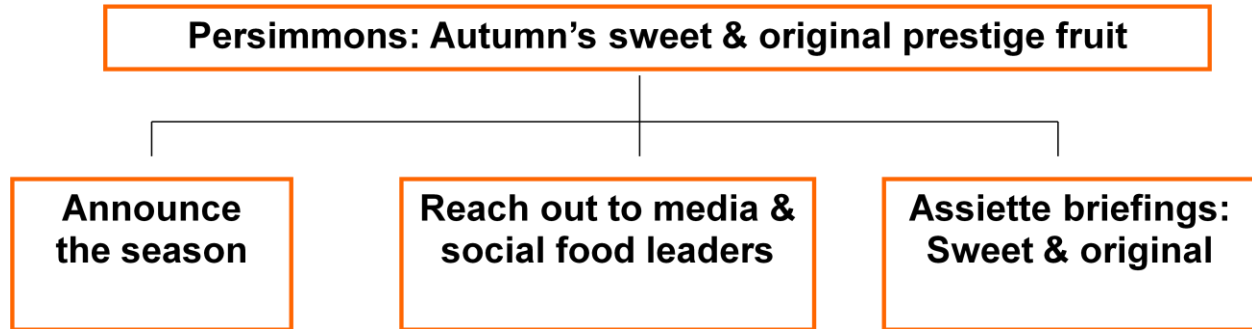 Persimmons: Autumn’s sweet & original prestige fruit
Announce
the season
Reach out to media &
social food leaders
Assiette briefings:
Sweet & original